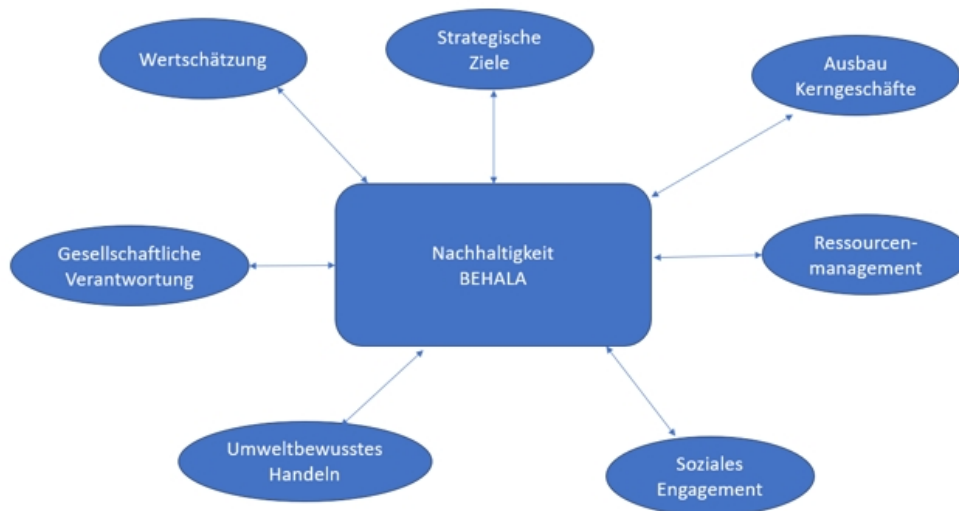 Wertschätzung
Strategische
Ziele
Ausbau
Kerngeschäfte
Gesellschaftliche
Verantwortung
Nachhaltigkeit
BEHALA
Ressourcen-
management
Umweltbewusstes
Handeln
Soziales
Engagement